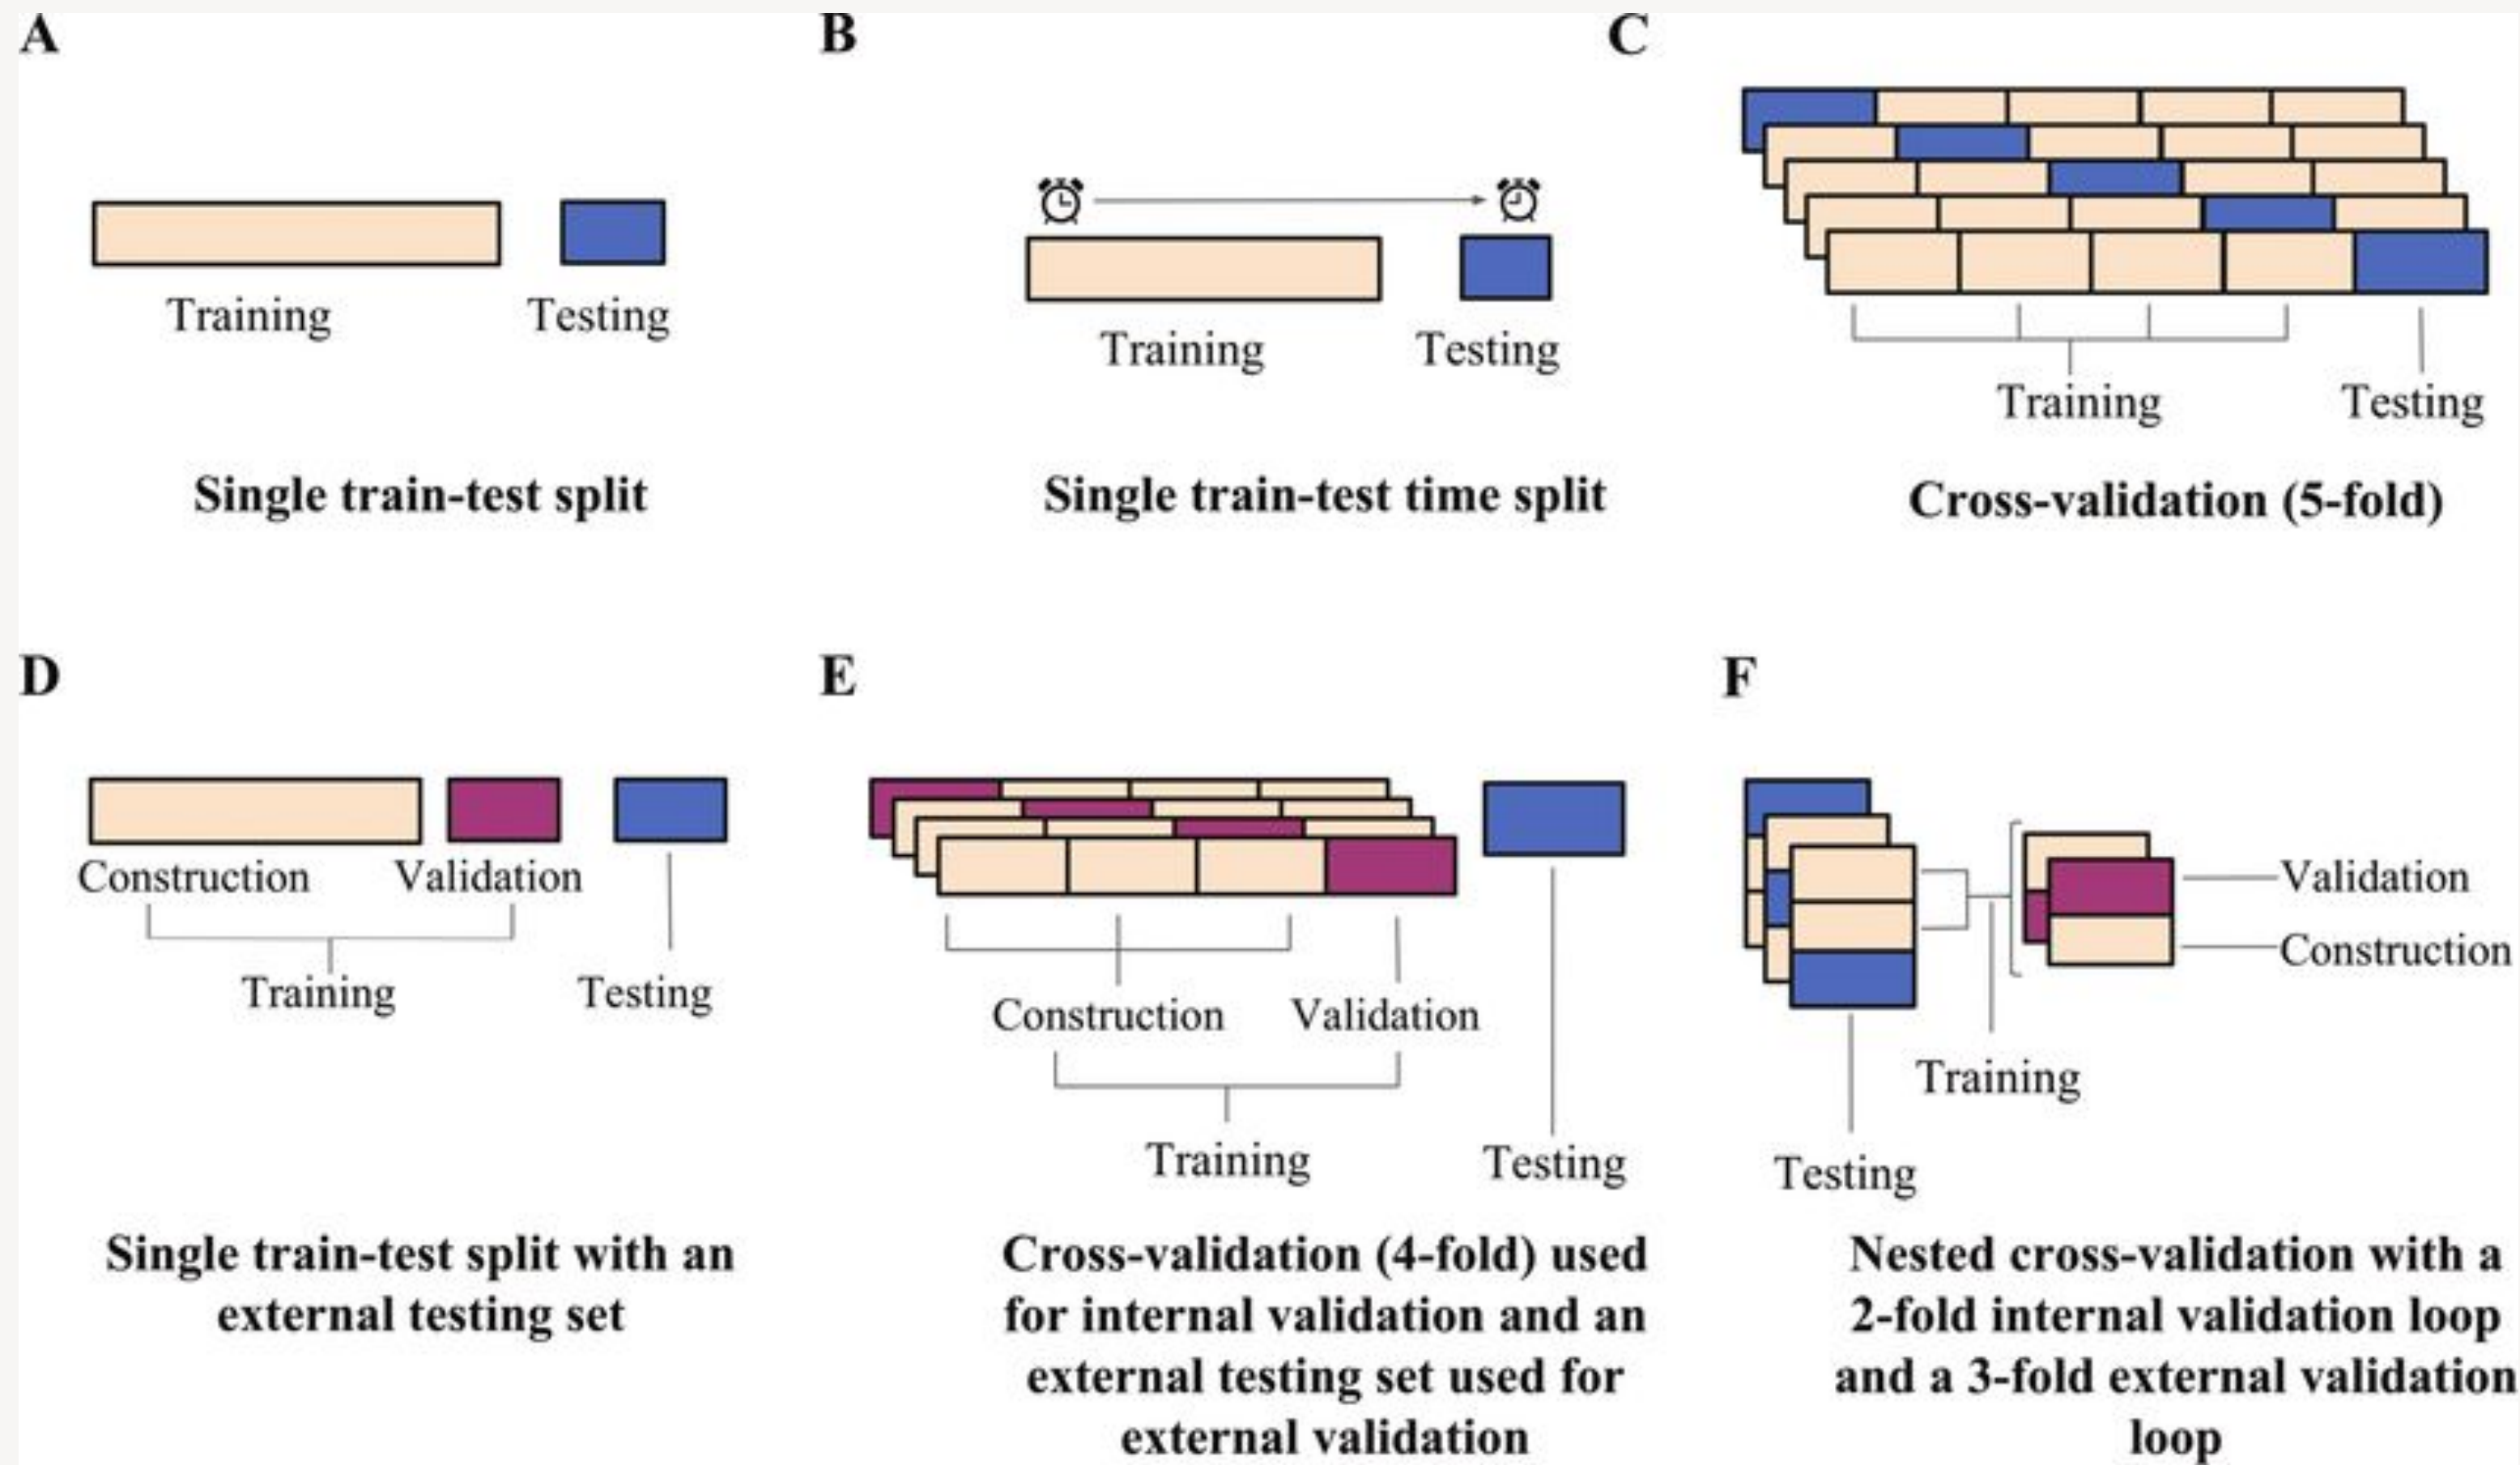 A
B
C
Training
Testing
Training
Testing
Training
Testing
Single train-test split
Single train-test time split
Cross-validation (5-fold)
D
E
F
Construction
Validation
Training
Testing
Single train-test split with an
external testing set
Construction
Validation
Training
Testing
Cross-validation (4-fold) used
for internal validation and an
external testing set used for
external validation
Validation
Construction
Training
Testing
Nested cross-validation with a
2-fold internal validation loop
and a 3-fold external validation
loop